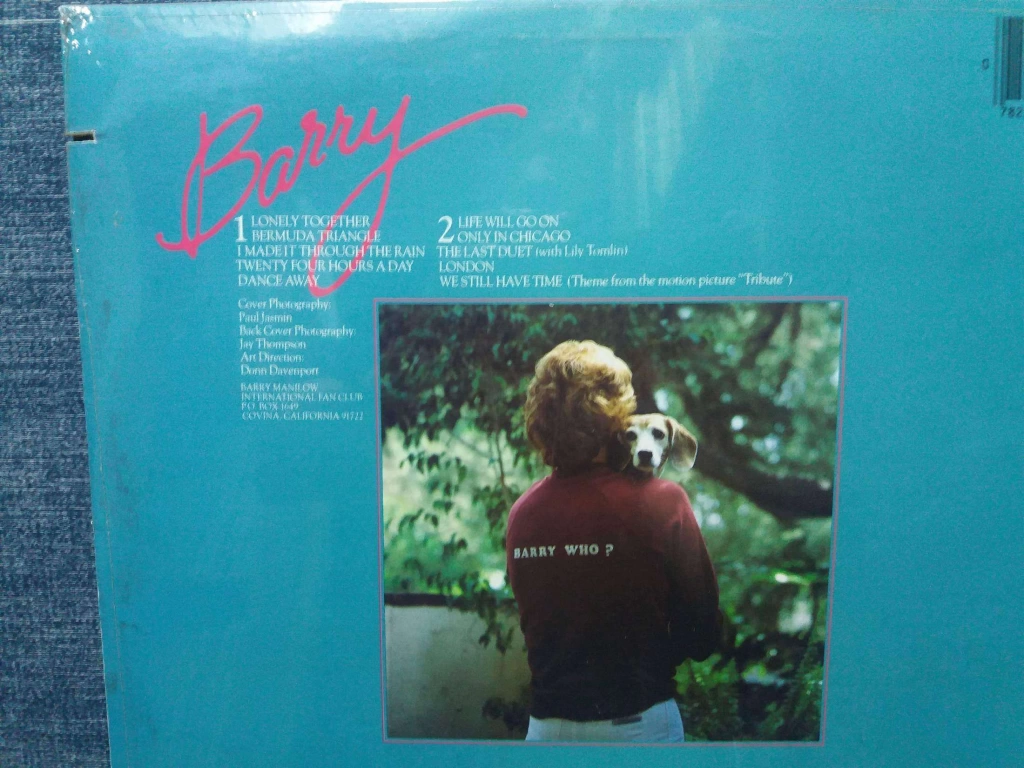 Barry
1 LONELY TOGETHER
BERMUDA TRIANGLE
I MADE IT THROUGH THE RAIN
TWENTY FOUR HOURS A DAY
DANCE AWAY
2 LIFE WILL GO ON
ONLY IN CHICAGO
THE LAST DUET (with Lily Tomlin)
LONDON
WE STILL HAVE TIME (Theme from the motion picture "Tribute")
Cover Photography:
Paul Jasmin
Back Cover Photography:
Jay Thompson
Art Direction:
Donn Davenport
BARRY MANILOW
INTERNATIONAL FAN CLUB
P.O. BOX 1649
COVINA, CALIFORNIA 91722
BARRY WHO ?
0
782